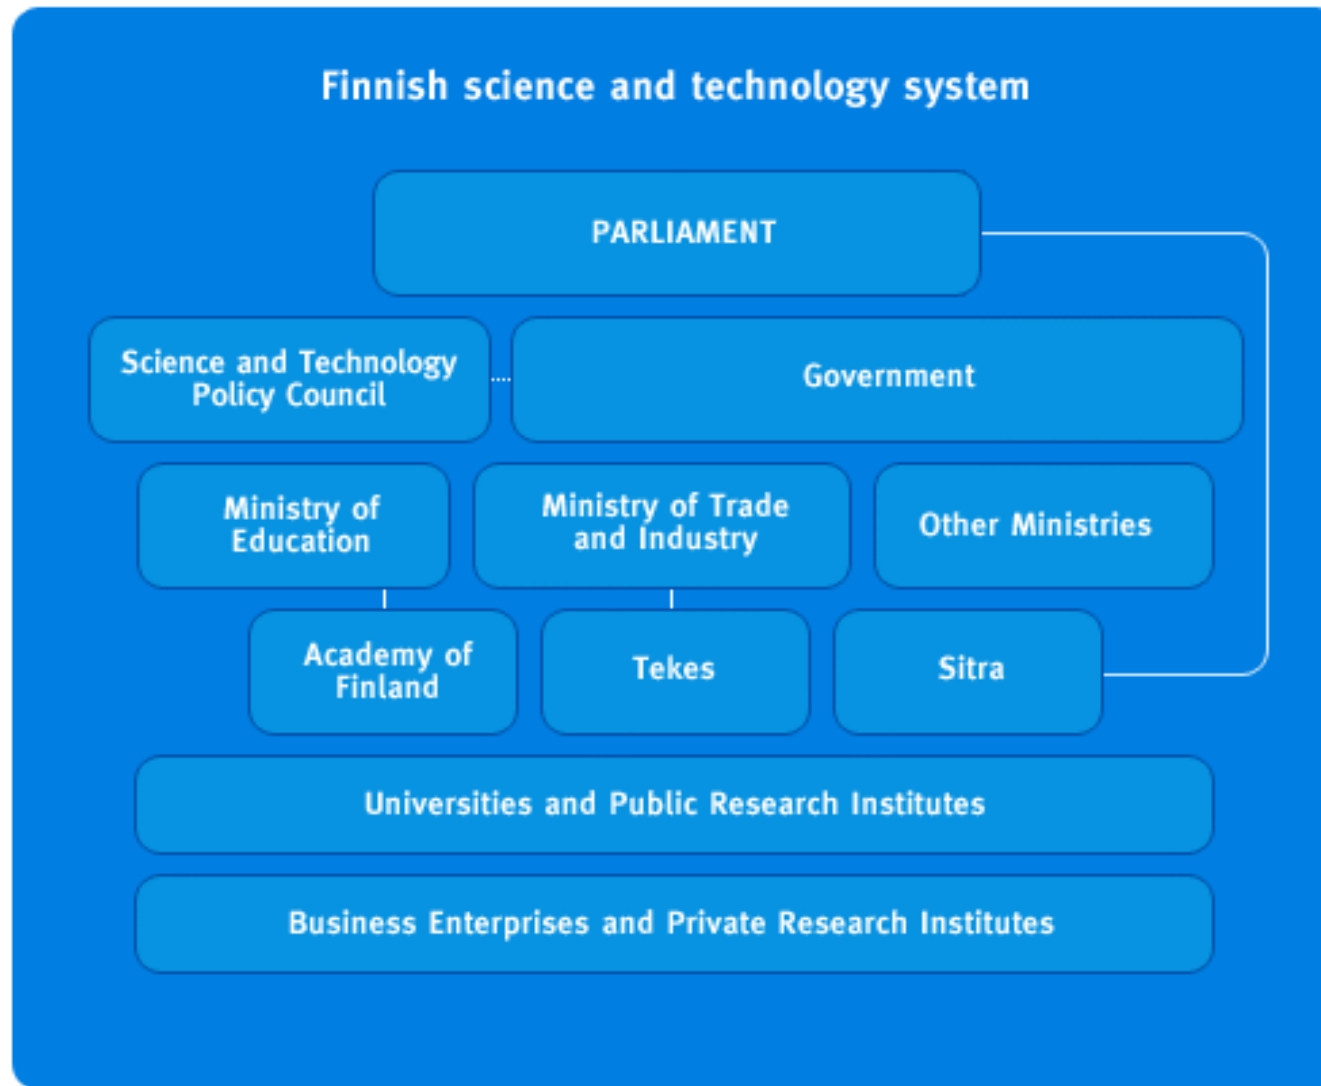 Finnish science and technology system
PARLIAMENT
Science and Technology
Policy Council
Government
Ministry of
Education
Ministry of Trade
and Industry
Other Ministries
Academy of
Finland
Tekes
Sitra
Universities and Public Research Institutes
Business Enterprises and Private Research Institutes